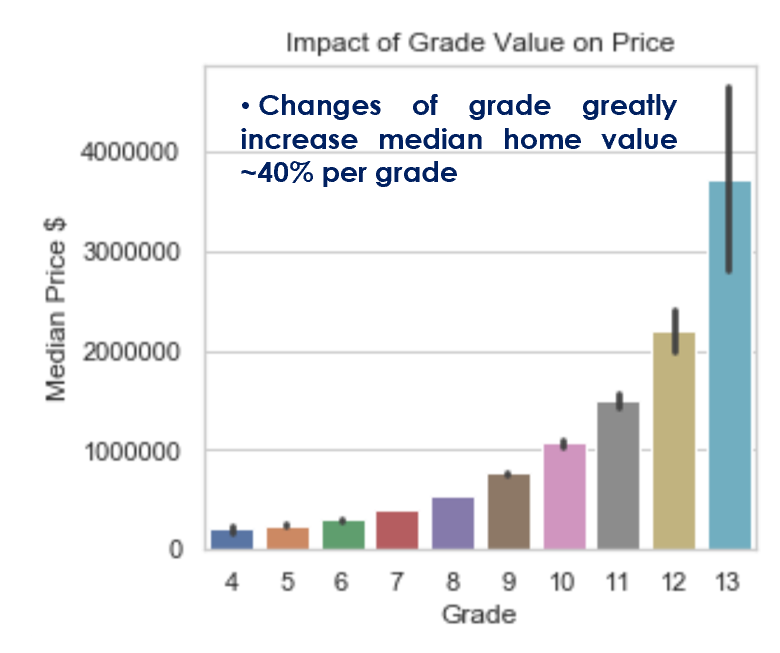 Impact of Grade Value on Price
• Changes of grade greatly
increase median home value
~40% per grade
Median Price $
4000000
3000000
2000000
1000000
0
4 5 6 7 8 9 10 11 12 13
Grade